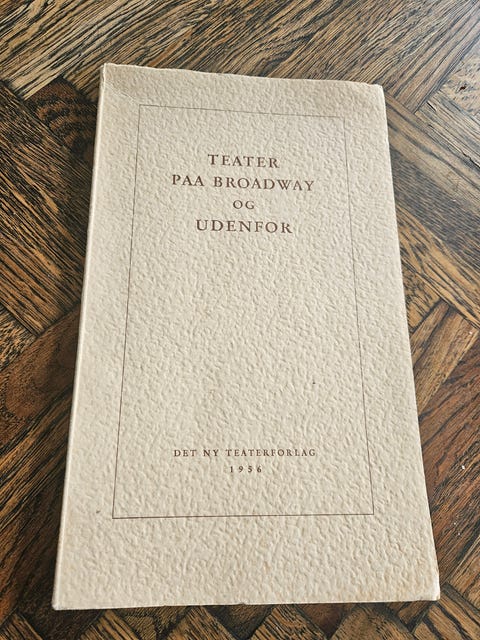 TEATER
PAA BROADWAY
OG
UDENFOR
DET NY TEATERFORLAG
1956